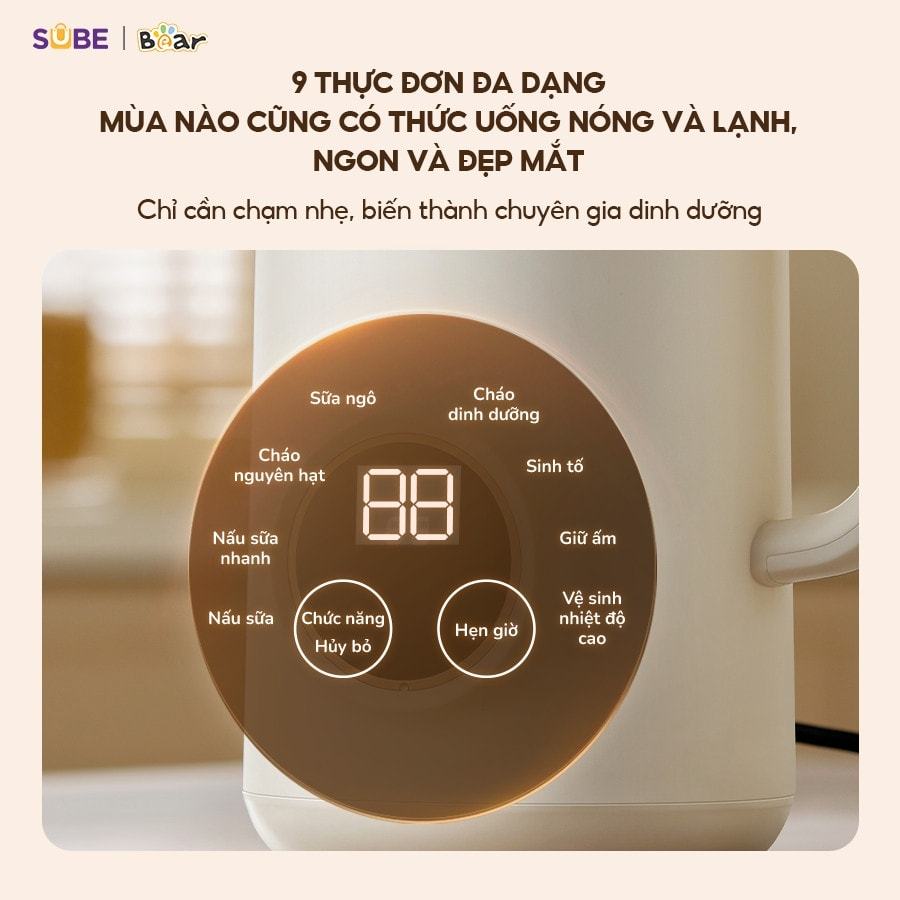 SUBE | Bear
9 THỰC ĐƠN ĐA DẠNG
MÙA NÀO CŨNG CÓ THỨC UỐNG NÓNG VÀ LẠNH,
NGON VÀ ĐẸP MẮT
Chỉ cần chạm nhẹ, biến thành chuyên gia dinh dưỡng
Sữa ngô
Cháo
dinh dưỡng
Cháo
nguyên hạt
Sinh tố
88
Nấu sữa
nhanh
Giữ ấm
Nấu sữa
Chức năng
Hủy bỏ
Hẹn giờ
Vệ sinh
nhiệt độ
cao